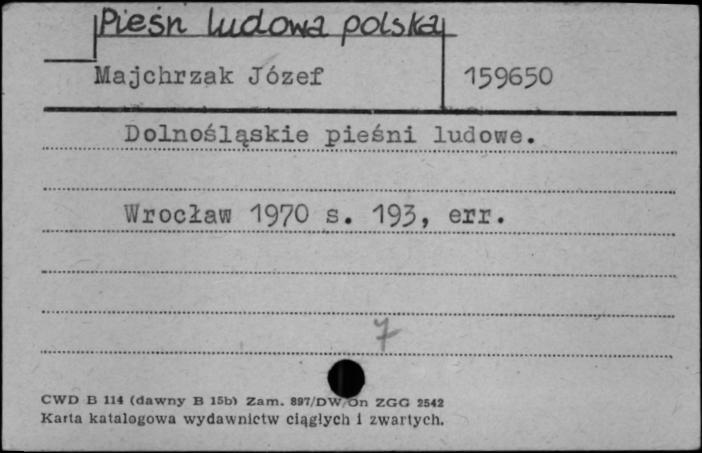 Pieśń ludowa polska
Majchrzak Józef 159650
Dolnośląskie pieśni ludowe.
Wrocław 1970 s. 193, err.
7
CWD B 114 (dawny B 15b) Zam. 897/DW/On ZGG 2542
Karta katalogowa wydawnictw ciągłych i zwartych.